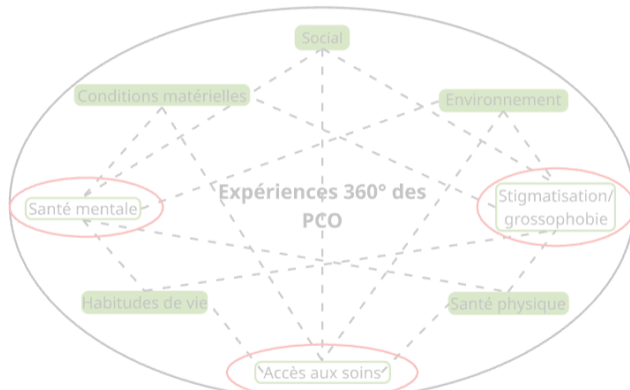 Social
Conditions matérielles
Environnement
Expériences 360° des
PCO
Santé mentale
Stigmatisation/
grossophobie
Habitudes de vie
Santé physique
Accès aux soins